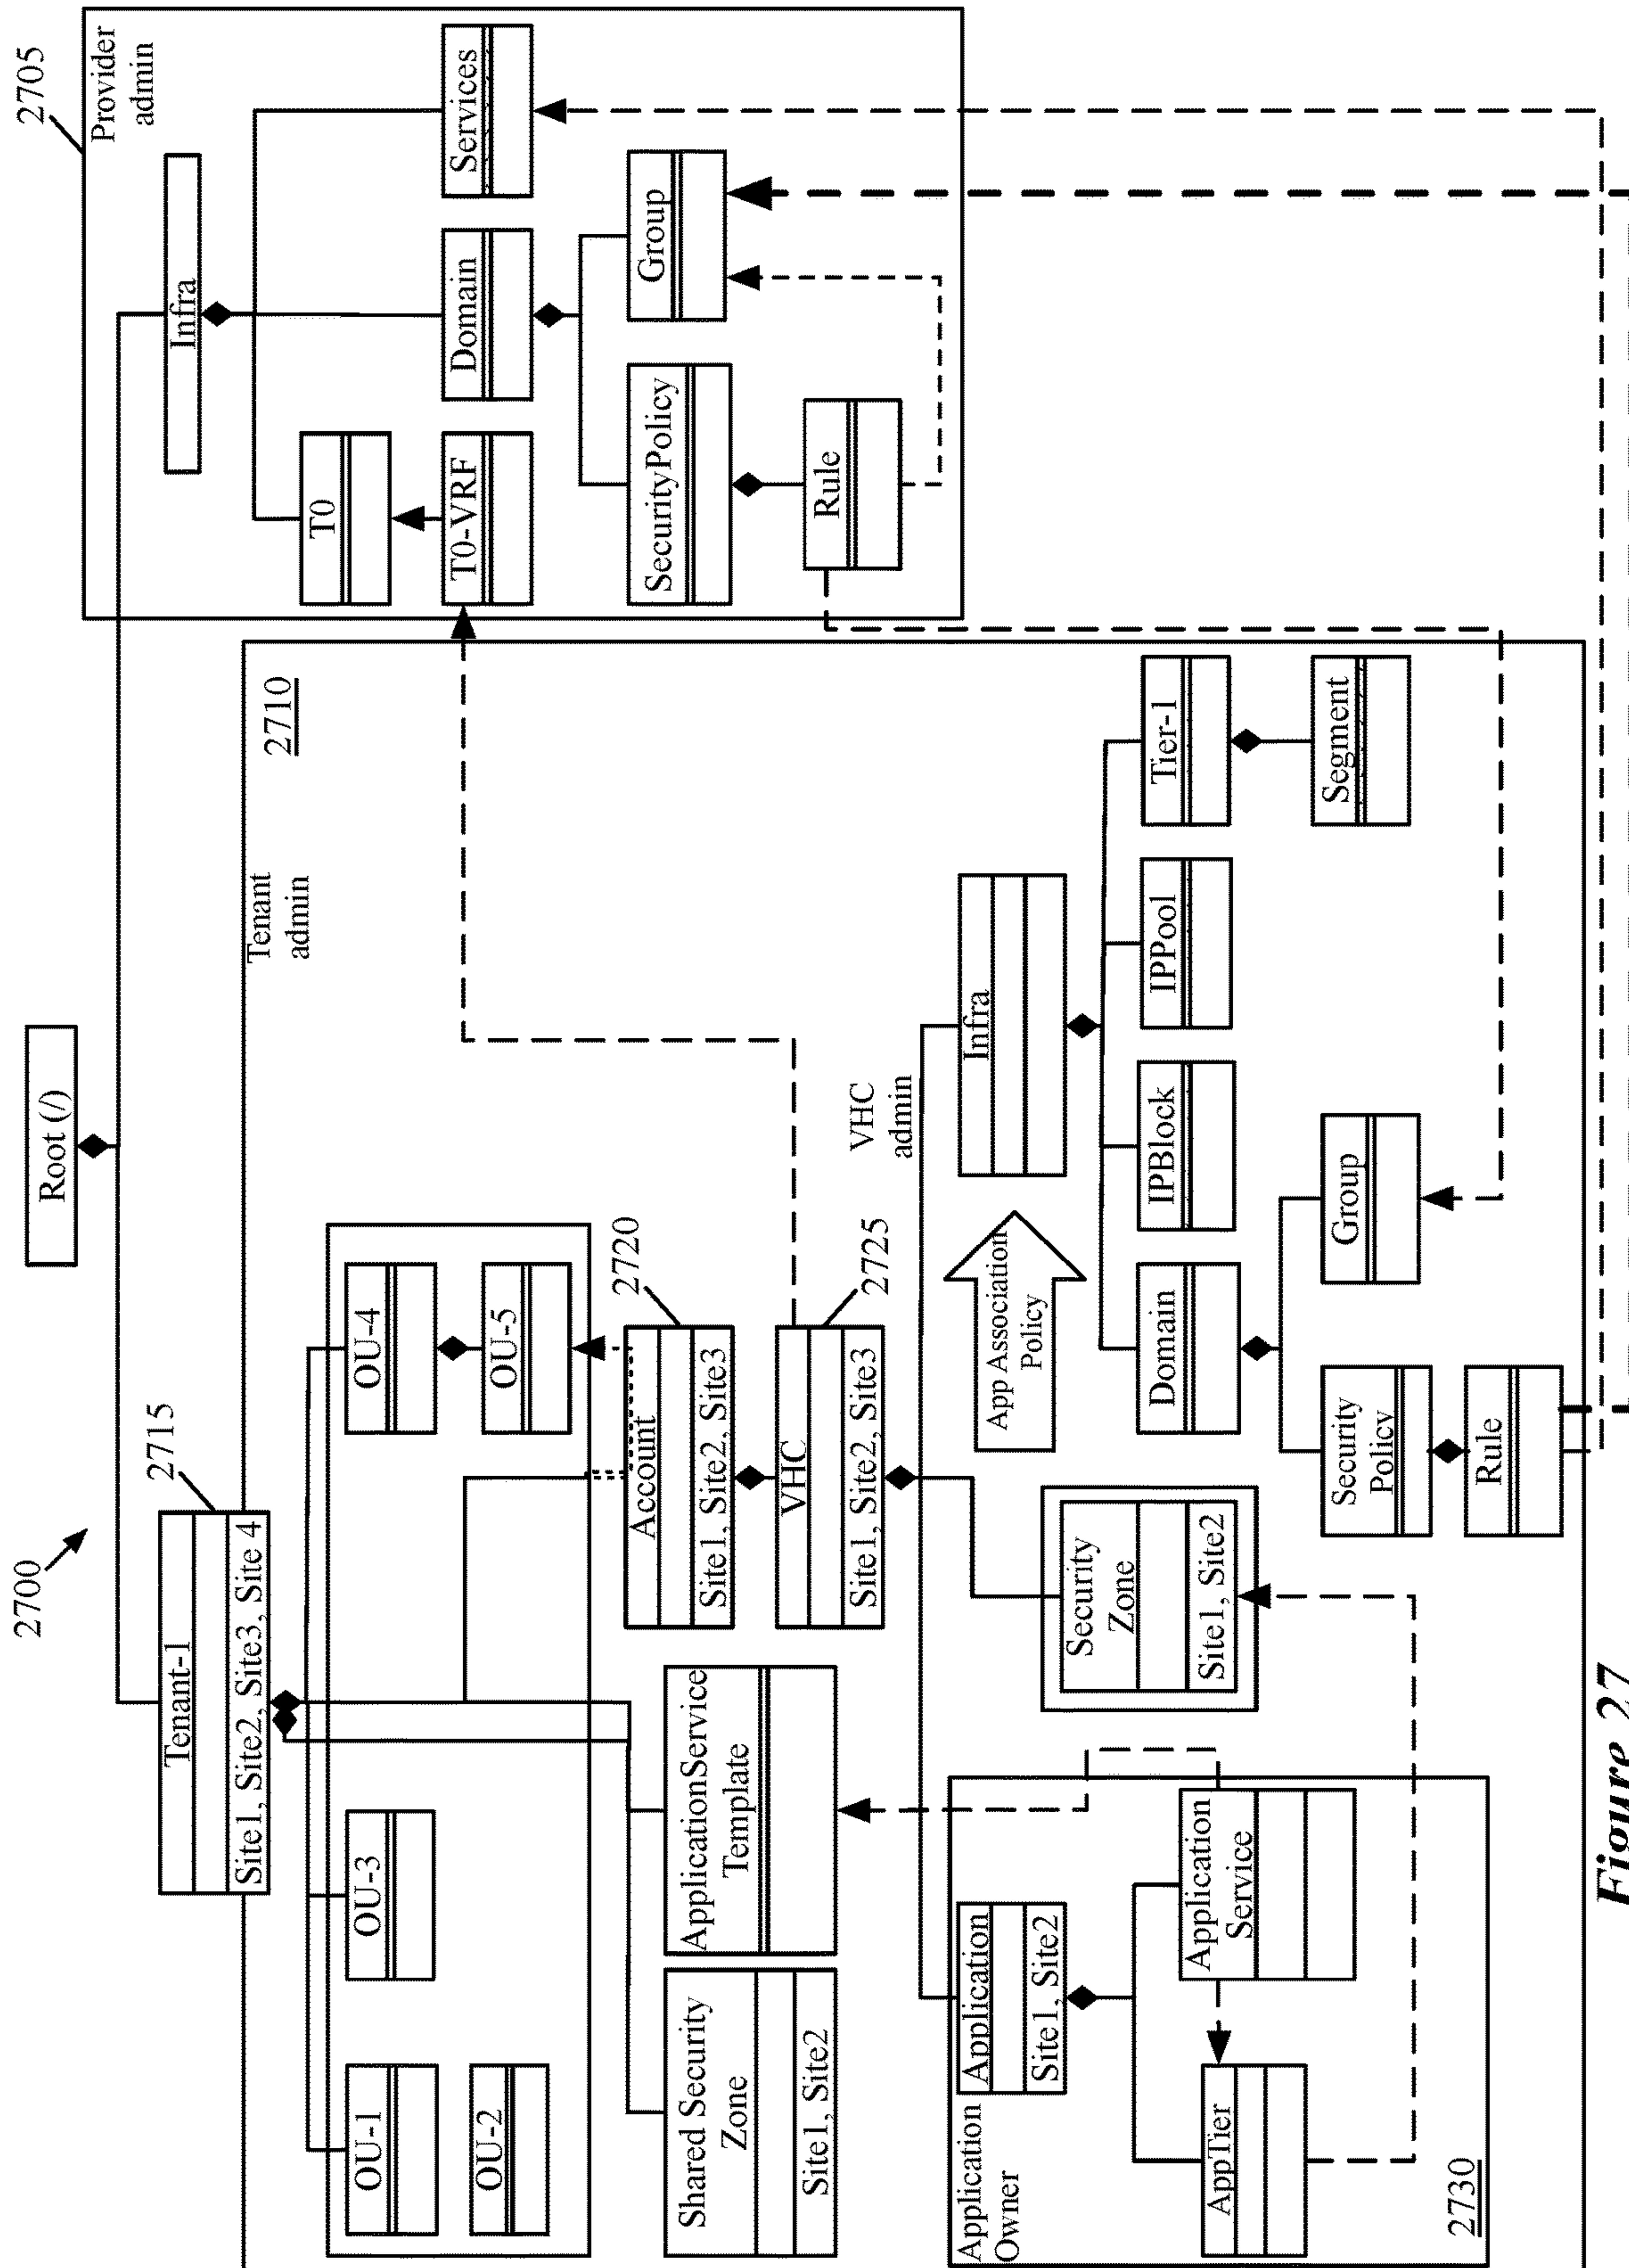 2700
Root (/)
2705
Provider
admin
Infra
T0
T0-VRF
Domain
Services
SecurityPolicy
Group
Rule
Tenant-1
Site1, Site2, Site3, Site 4
2715
Tenant
admin
2710
OU-1
OU-2
OU-3
OU-4
OU-5
Shared Security
Zone
Site1, Site2
ApplicationService
Template
Account
Site1, Site2, Site3
2720
VHC
Site1, Site2, Site3
2725
VHC
admin
Application
Owner
Application
Site1, Site2
AppTier
Application
Service
2730
Security
Zone
Site1, Site2
App Association
Policy
Infra
Domain
IPBlock
IPPool
Tier-1
Segment
Security
Policy
Group
Rule
Figure 27